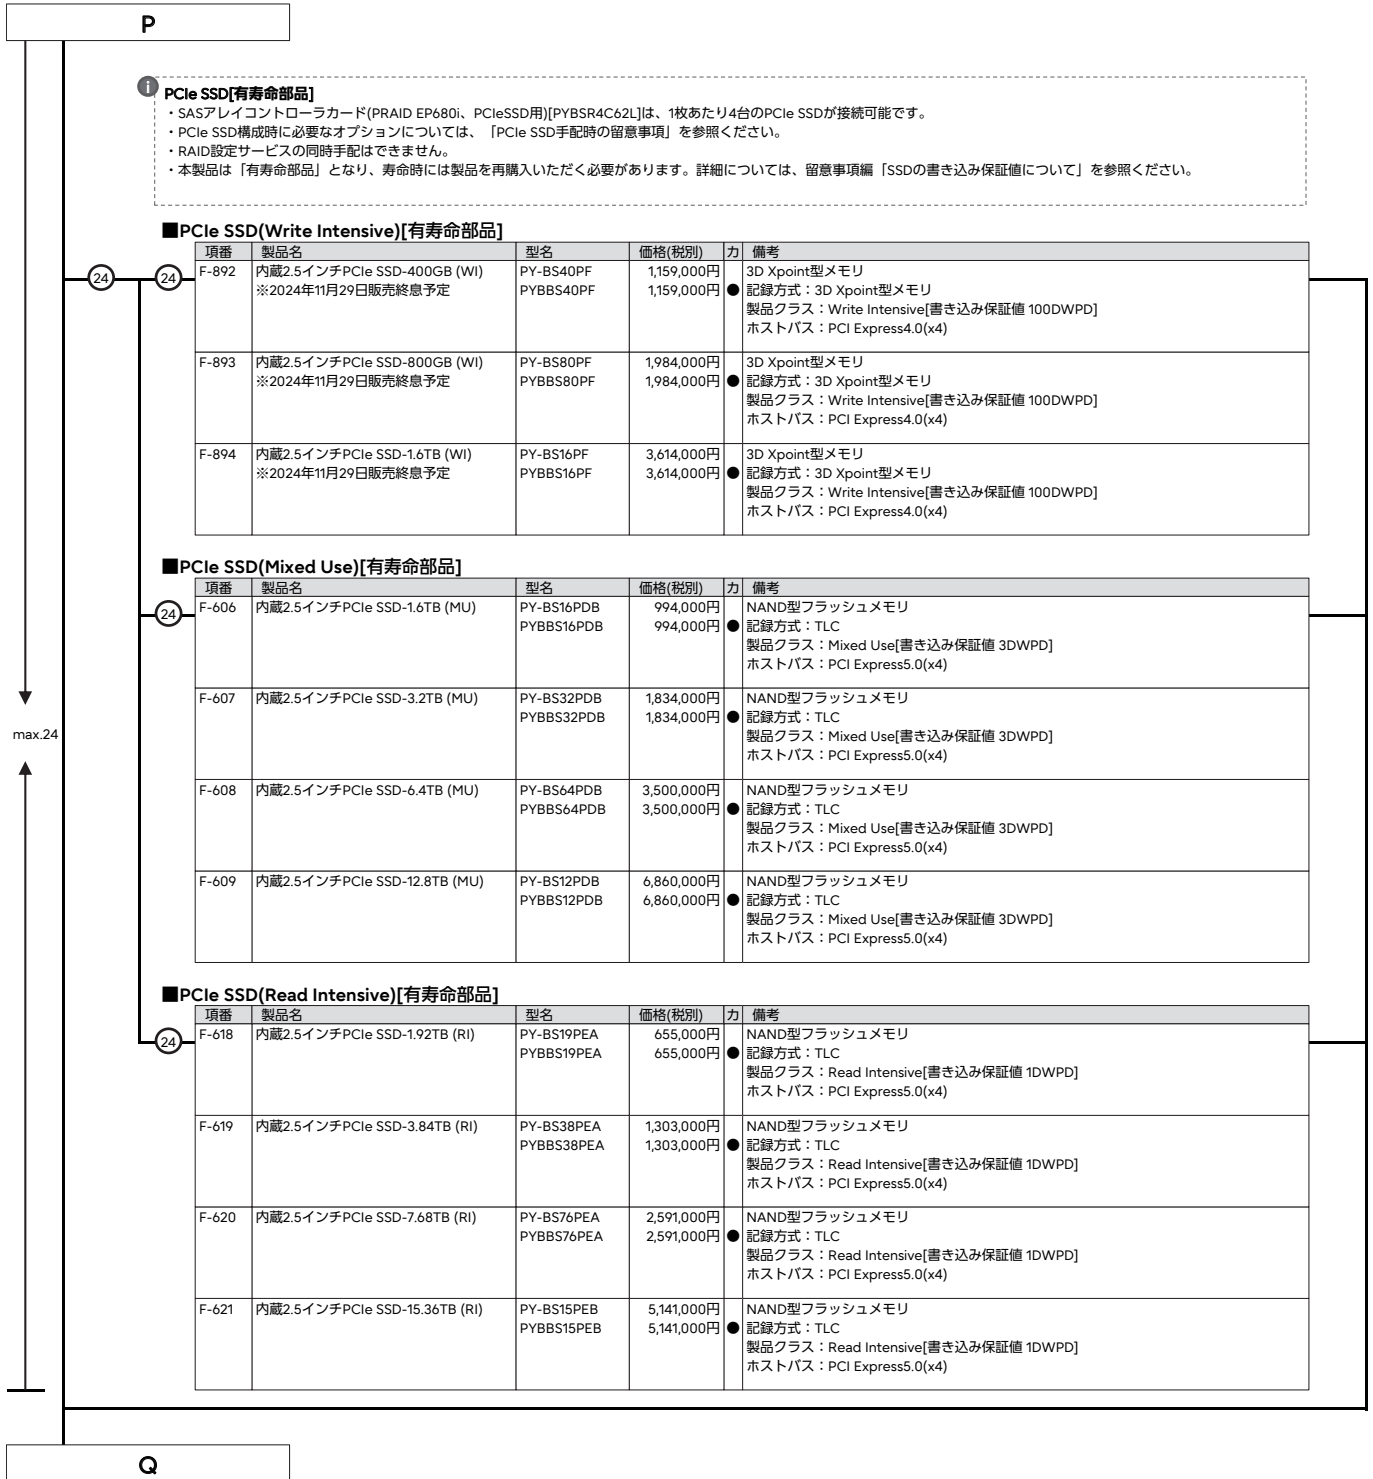 P
i
PCIe SSD[有寿命部品]
・SASアレイコントローラカード(PRAID EP680i、PCIeSSD用)[PYBSR4C62L]は、1枚あたり4台のPCIe SSDが接続可能です。
・PCIe SSD構成時に必要なオプションについては、「PCIe SSD手配時の留意事項」を参照ください。
・RAID設定サービスの同時手配はできません。
・本製品は「有寿命部品」となり、寿命時には製品を再購入いただく必要があります。詳細については、留意事項編「SSDの書き込み保証値について」を参照ください。
■PCIe SSD(Write Intensive)[有寿命部品]
項番 製品名 型名 価格(税別) カ 備考
24 24 F-892 内蔵2.5インチPCIe SSD-400GB (WI) PY-BS40PF 1,159,000円 3D Xpoint型メモリ
※2024年11月29日販売終息予定 PYBBS40PF 1,159,000円 ● 記録方式：3D Xpoint型メモリ
製品クラス：Write Intensive[書き込み保証値 100DWPD]
ホストバス：PCI Express4.0(x4)
F-893 内蔵2.5インチPCIe SSD-800GB (WI) PY-BS80PF 1,984,000円 3D Xpoint型メモリ
※2024年11月29日販売終息予定 PYBBS80PF 1,984,000円 ● 記録方式：3D Xpoint型メモリ
製品クラス：Write Intensive[書き込み保証値 100DWPD]
ホストバス：PCI Express4.0(x4)
F-894 内蔵2.5インチPCIe SSD-1.6TB (WI) PY-BS16PF 3,614,000円 3D Xpoint型メモリ
※2024年11月29日販売終息予定 PYBBS16PF 3,614,000円 ● 記録方式：3D Xpoint型メモリ
製品クラス：Write Intensive[書き込み保証値 100DWPD]
ホストバス：PCI Express4.0(x4)
■PCIe SSD(Mixed Use)[有寿命部品]
項番 製品名 型名 価格(税別) カ 備考
24 F-606 内蔵2.5インチPCIe SSD-1.6TB (MU) PY-BS16PDB 994,000円 NAND型フラッシュメモリ
PYBBS16PDB 994,000円 ● 記録方式：TLC
製品クラス：Mixed Use[書き込み保証値 3DWPD]
ホストバス：PCI Express5.0(x4)
F-607 内蔵2.5インチPCIe SSD-3.2TB (MU) PY-BS32PDB 1,834,000円 NAND型フラッシュメモリ
PYBBS32PDB 1,834,000円 ● 記録方式：TLC
製品クラス：Mixed Use[書き込み保証値 3DWPD]
ホストバス：PCI Express5.0(x4)
max.24
F-608 内蔵2.5インチPCIe SSD-6.4TB (MU) PY-BS64PDB 3,500,000円 NAND型フラッシュメモリ
PYBBS64PDB 3,500,000円 ● 記録方式：TLC
製品クラス：Mixed Use[書き込み保証値 3DWPD]
ホストバス：PCI Express5.0(x4)
F-609 内蔵2.5インチPCIe SSD-12.8TB (MU) PY-BS12PDB 6,860,000円 NAND型フラッシュメモリ
PYBBS12PDB 6,860,000円 ● 記録方式：TLC
製品クラス：Mixed Use[書き込み保証値 3DWPD]
ホストバス：PCI Express5.0(x4)
■PCIe SSD(Read Intensive)[有寿命部品]
項番 製品名 型名 価格(税別) カ 備考
24 F-618 内蔵2.5インチPCIe SSD-1.92TB (RI) PY-BS19PEA 655,000円 NAND型フラッシュメモリ
PYBBS19PEA 655,000円 ● 記録方式：TLC
製品クラス：Read Intensive[書き込み保証値 1DWPD]
ホストバス：PCI Express5.0(x4)
F-619 内蔵2.5インチPCIe SSD-3.84TB (RI) PY-BS38PEA 1,303,000円 NAND型フラッシュメモリ
PYBBS38PEA 1,303,000円 ● 記録方式：TLC
製品クラス：Read Intensive[書き込み保証値 1DWPD]
ホストバス：PCI Express5.0(x4)
F-620 内蔵2.5インチPCIe SSD-7.68TB (RI) PY-BS76PEA 2,591,000円 NAND型フラッシュメモリ
PYBBS76PEA 2,591,000円 ● 記録方式：TLC
製品クラス：Read Intensive[書き込み保証値 1DWPD]
ホストバス：PCI Express5.0(x4)
F-621 内蔵2.5インチPCIe SSD-15.36TB (RI) PY-BS15PEB 5,141,000円 NAND型フラッシュメモリ
PYBBS15PEB 5,141,000円 ● 記録方式：TLC
製品クラス：Read Intensive[書き込み保証値 1DWPD]
ホストバス：PCI Express5.0(x4)
Q